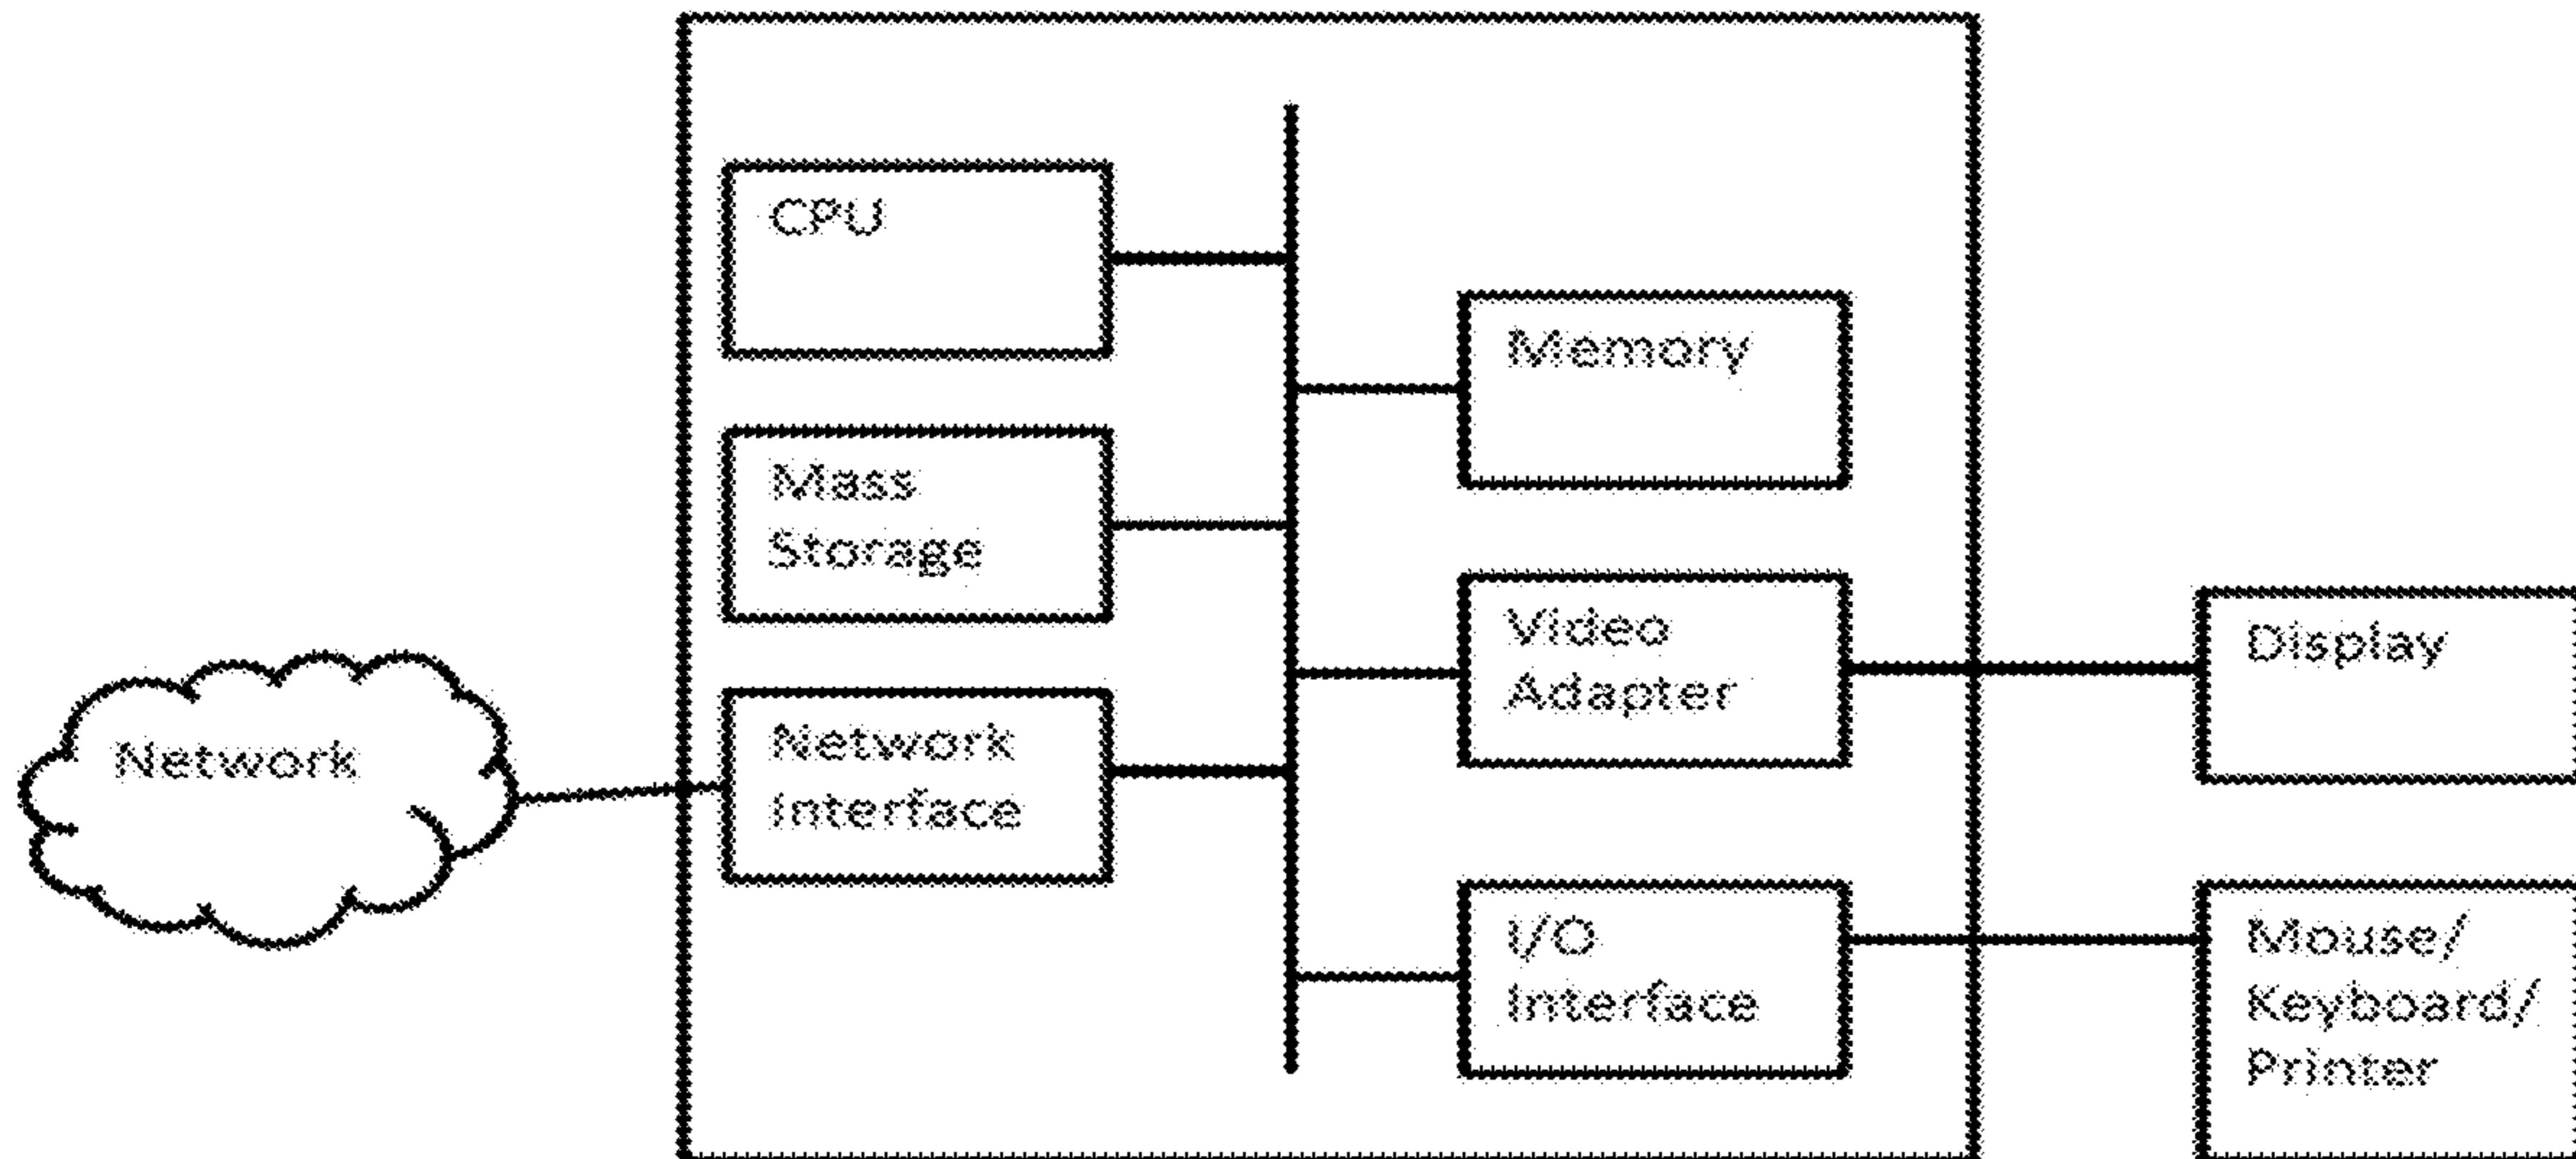 CPU
Memory
Mass
Storage
Video
Adapter
Display
Network
Network
Interface
I/O
Interface
Mouse/
Keyboard/
Printer